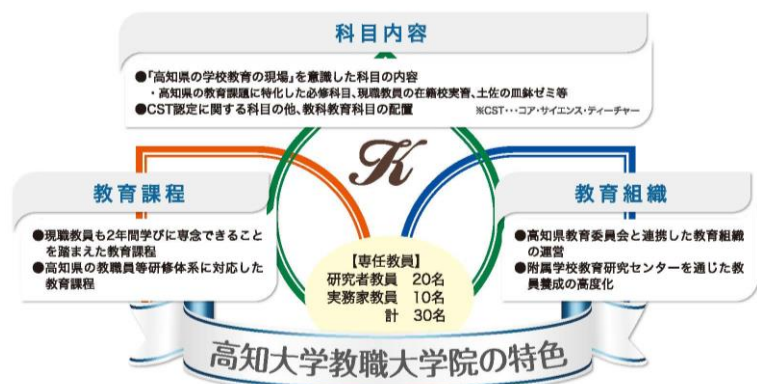 科目内容
●「高知県の学校教育の現場」を意識した科目の内容
・高知県の教育課題に特化した必修科目、現職教員の在籍校実習、土佐の皿鉢ゼミ等
●CST認定に関する科目の他、教科教育科目の配置 ※CST・・・コア・サイエンス・ティーチャー
K
教育課程
●現職教員も2年間学びに専念できること
を踏まえた教育課程
●高知県の教職員等研修体系に対応した
教育課程
教育組織
●高知県教育委員会と連携した教育組織
の運営
●附属学校教育研究センターを通じた教
員養成の高度化
【専任教員】
研究者教員 20名
実務家教員 10名
計 30名
高知大学教職大学院の特色